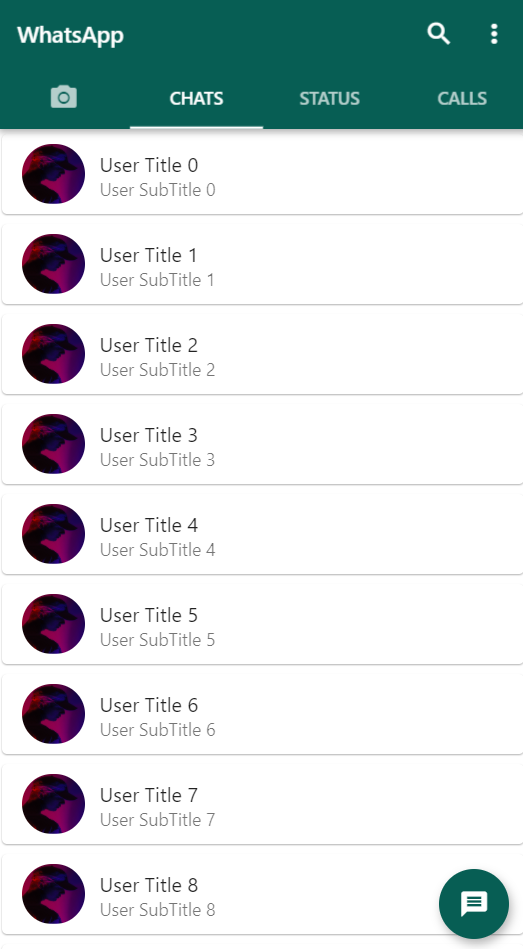 WhatsApp
CHATS STATUS CALLS
User Title 0
User SubTitle 0
User Title 1
User SubTitle 1
User Title 2
User SubTitle 2
User Title 3
User SubTitle 3
User Title 4
User SubTitle 4
User Title 5
User SubTitle 5
User Title 6
User SubTitle 6
User Title 7
User SubTitle 7
User Title 8
User SubTitle 8